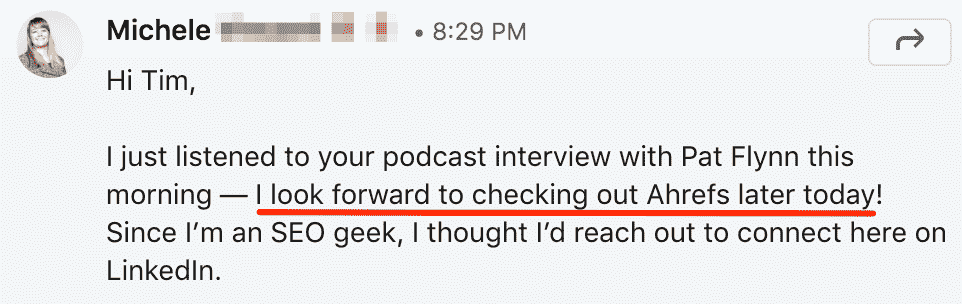 Michele • 8:29 PM
Hi Tim,
I just listened to your podcast interview with Pat Flynn this
morning — I look forward to checking out Ahrefs later today!
Since I’m an SEO geek, I thought I’d reach out to connect here on
LinkedIn.